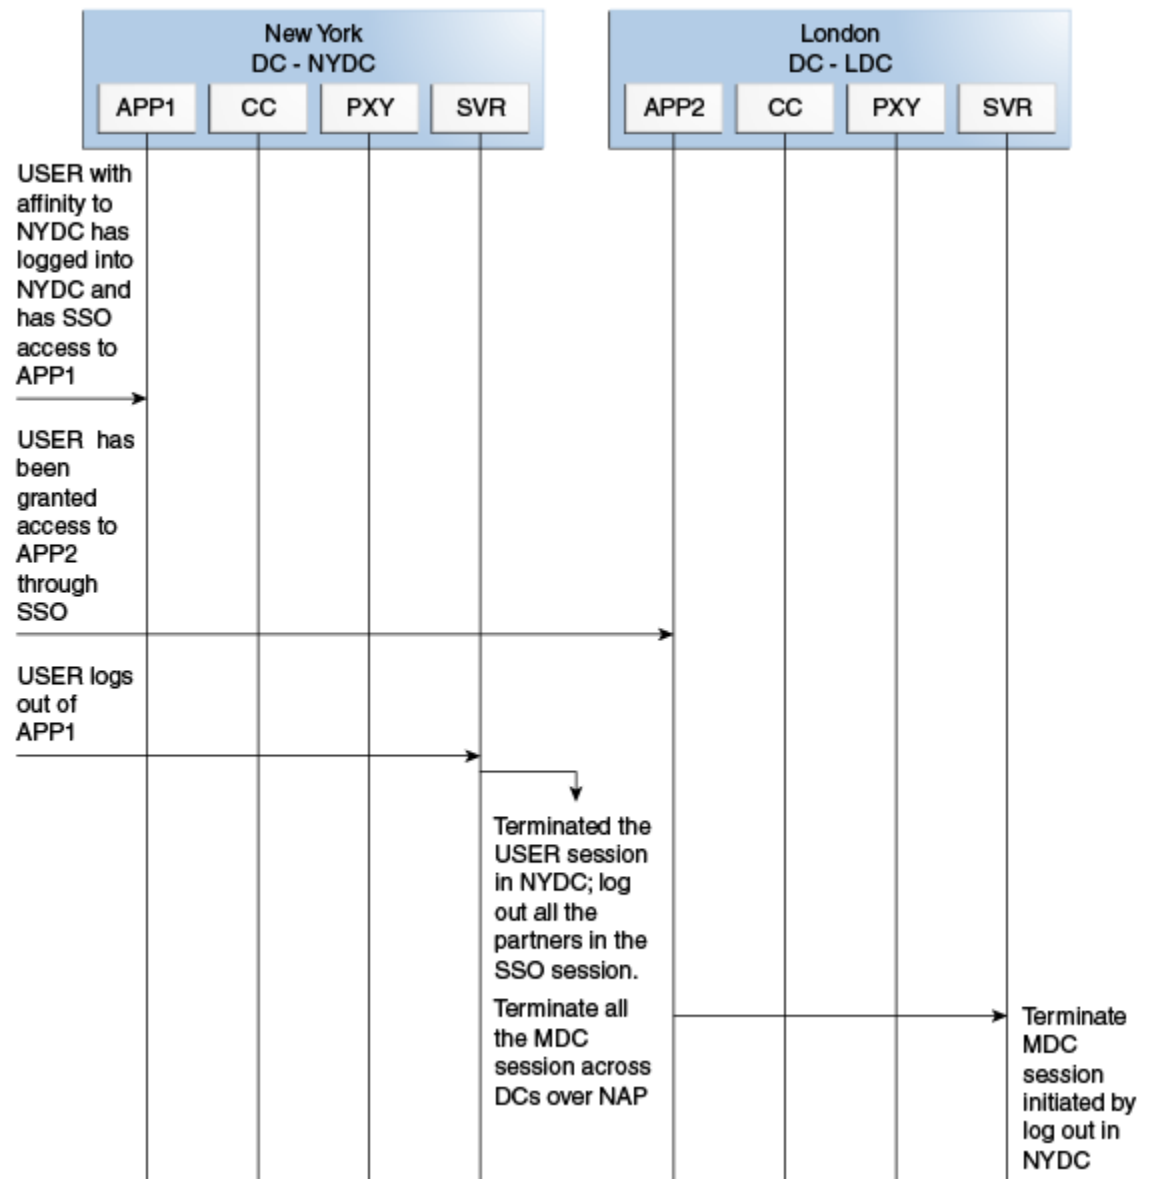 New York
DC - NYDC
London
DC - LDC
APP1
CC
PXY
SVR
APP2
CC
PXY
SVR
USER with
affinity to
NYDC has
logged into
NYDC and
has SSO
access to
APP1
USER has
been
granted
access to
APP2
through
SSO
USER logs
out of
APP1
Terminated the
USER session
in NYDC; log
out all the
partners in the
SSO session.
Terminate all
the MDC
session across
DCs over NAP
Terminate
MDC
session
initiated by
log out in
NYDC